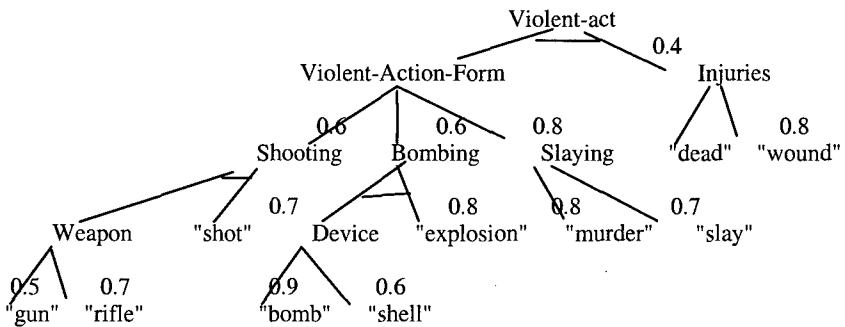 Violent-act
0.4
Violent-Action-Form Injuries
0.6 0.6 0.8 0.8
Shooting Bombing Slaying "dead" "wound"
0.7 0.8 0.8 0.7
Weapon "shot" Device "explosion" "murder" "slay"
0.5 0.7 0.9 0.6
"gun" "rifle" "bomb" "shell"